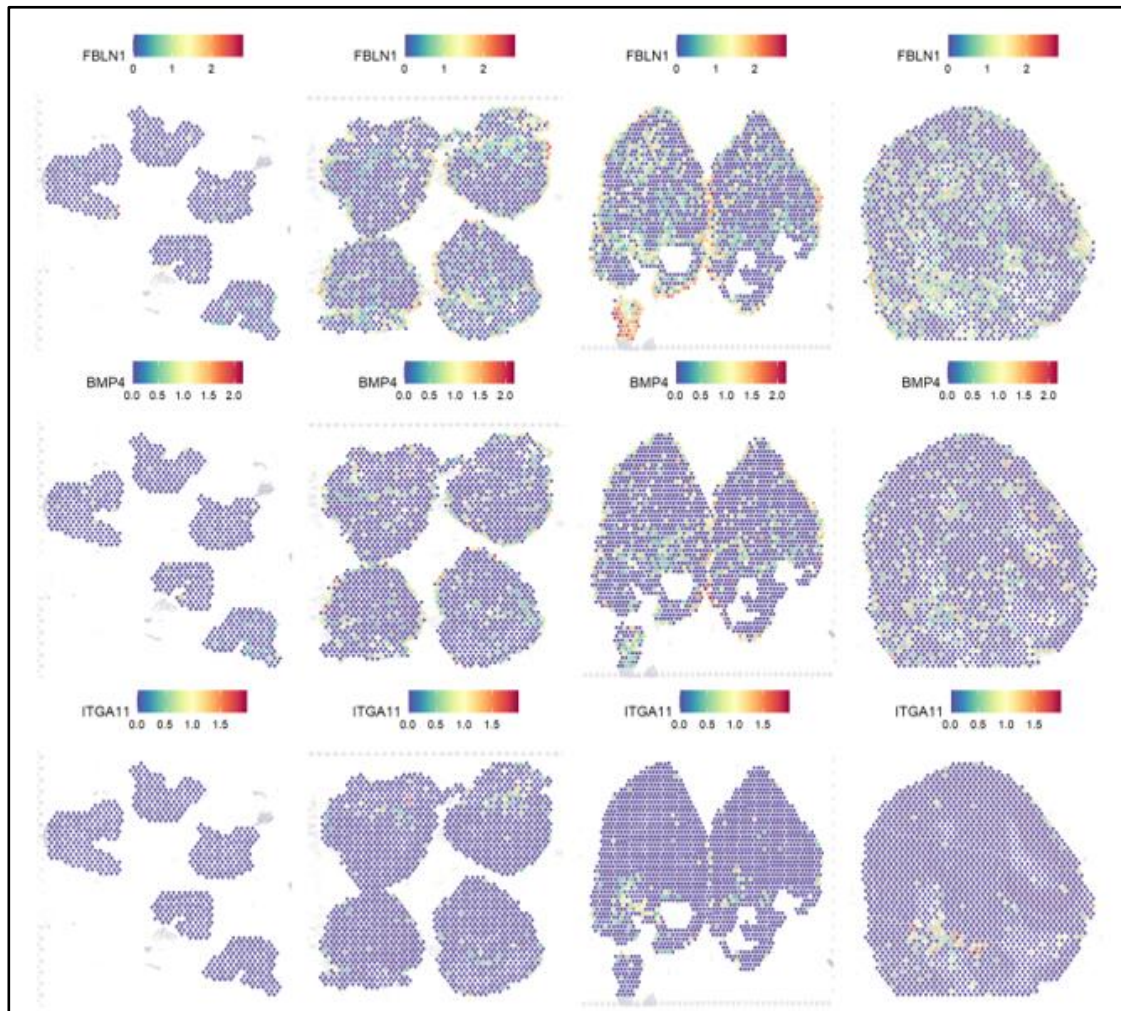 FBLN1 FBLN1 FBLN1 FBLN1
0 1 2 0 1 2 0 1 2 0 1 2
BMP4 BMP4 BMP4 BMP4
0.0 0.5 1.0 1.5 2.0 0.0 0.5 1.0 1.5 2.0 0.0 0.5 1.0 1.5 2.0 0.0 0.5 1.0 1.5 2.0
ITGA11 ITGA11 ITGA11 ITGA11
0.0 0.5 1.0 1.5 0.0 0.5 1.0 1.5 0.0 0.5 1.0 1.5 0.0 0.5 1.0 1.5